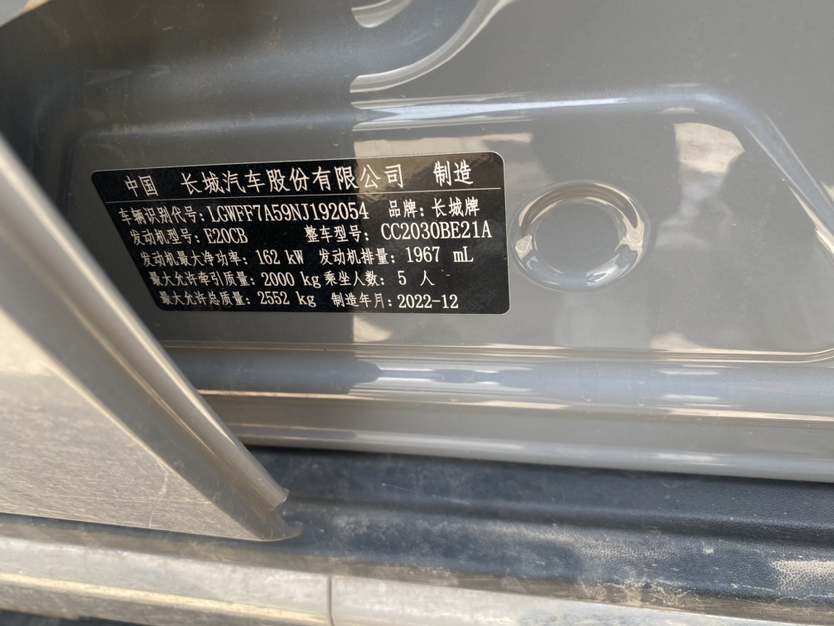 中国 长城汽车股份有限公司 制造
车辆识别代号: LGWFF7A59NJ192054 品牌: 长城牌
发动机型号: E20CB 整车型号: CC2030BE21A
发动机最大净功率: 162 kW 发动机排量: 1967 mL
最大允许牵引质量: 2000 kg 乘坐人数: 5 人
最大允许总质量: 2552 kg 制造年月: 2022-12